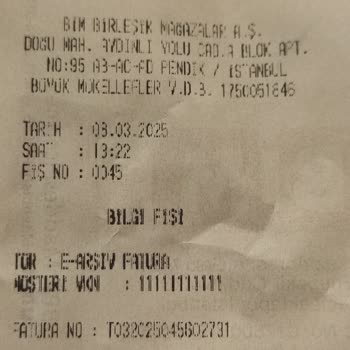 BİM BİRLEŞİK MAĞAZALAR A.Ş.
DOĞU MAH. AYDINLI YOLU CAD.A BLOK APT.
NO:95 AB-AC-FD PENDİK / İSTANBUL
BÜYÜK MÜKELLEFLER V.D.B. 1750051846
TARİH : 08.03.2025
SAAT : 13:22
FİŞ NO : 0045
BİLGİ FİŞİ
TÜR : E-ARŞİV FATURA
MÜŞTERİ VKN : 11111111111
FATURA NO : T032025045602731